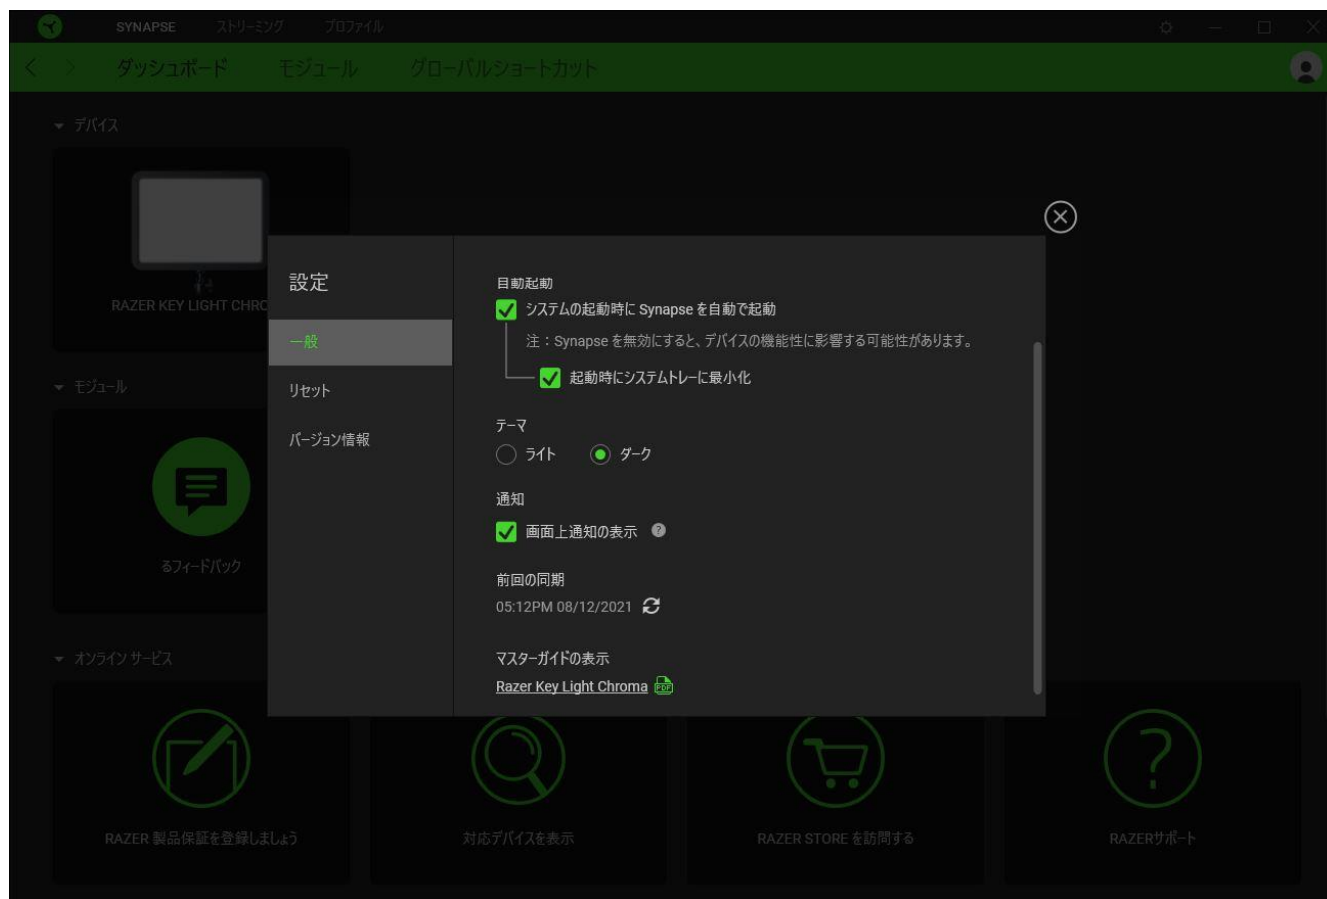 SYNAPSE ストリーミング プロファイル
ダッシュボード モジュール グローバルショートカット
デバイス
RAZER KEY LIGHT CHRO
モジュール
るフィードバック
オンライン サービス
RAZER 製品保証を登録しましょう
対応デバイスを表示
RAZER STORE を訪問する
RAZERサポート
設定
一般
リセット
バージョン情報
自動起動
システムの起動時に Synapse を自動で起動
注：Synapse を無効にすると、デバイスの機能性に影響する可能性があります。
起動時にシステムトレーに最小化
テーマ
ライト ダーク
通知
画面上通知の表示 ?
前回の同期
05:12PM 08/12/2021
マスターガイドの表示
Razer Key Light Chroma PDF